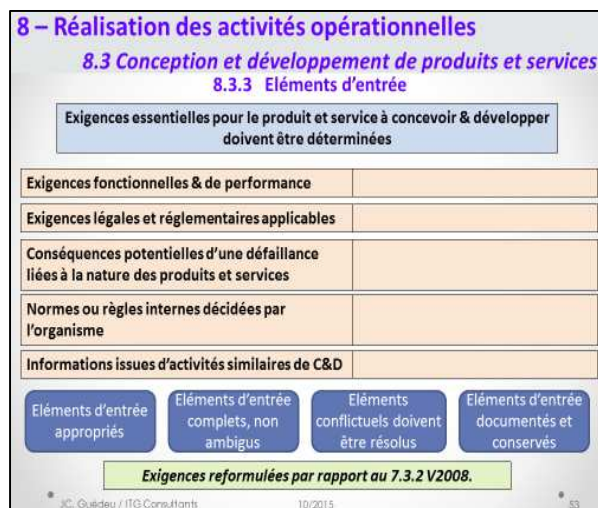 8 – Réalisation des activités opérationnelles
8.3 Conception et développement de produits et services
8.3.3 Eléments d’entrée
Exigences essentielles pour le produit et service à concevoir & développer
doivent être déterminées
Exigences fonctionnelles & de performance
Exigences légales et réglementaires applicables
Conséquences potentielles d’une défaillance
liées à la nature des produits et services
Normes ou règles internes décidées par
l’organisme
Informations issues d’activités similaires de C&D
Eléments d’entrée
appropriés
Eléments d’entrée
complets, non
ambigus
Eléments
conflictuels doivent
être résolus
Eléments d’entrée
documentés et
conservés
Exigences reformulées par rapport au 7.3.2 V2008.
JC. Guédeu / ITG Consultants 10/2015 53